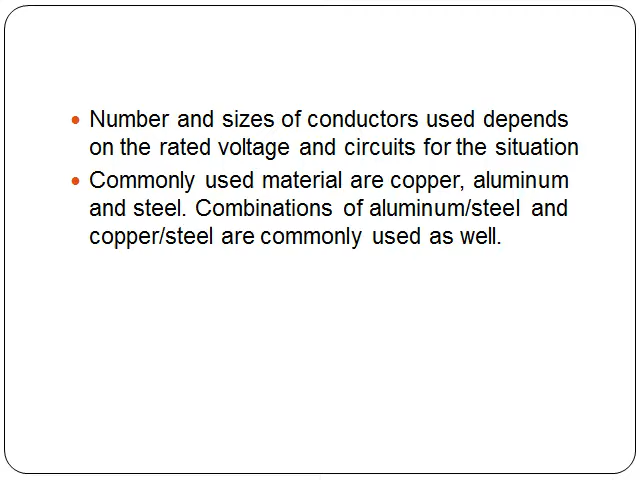 • Number and sizes of conductors used depends
on the rated voltage and circuits for the situation
• Commonly used material are copper, aluminum
and steel. Combinations of aluminum/steel and
copper/steel are commonly used as well.